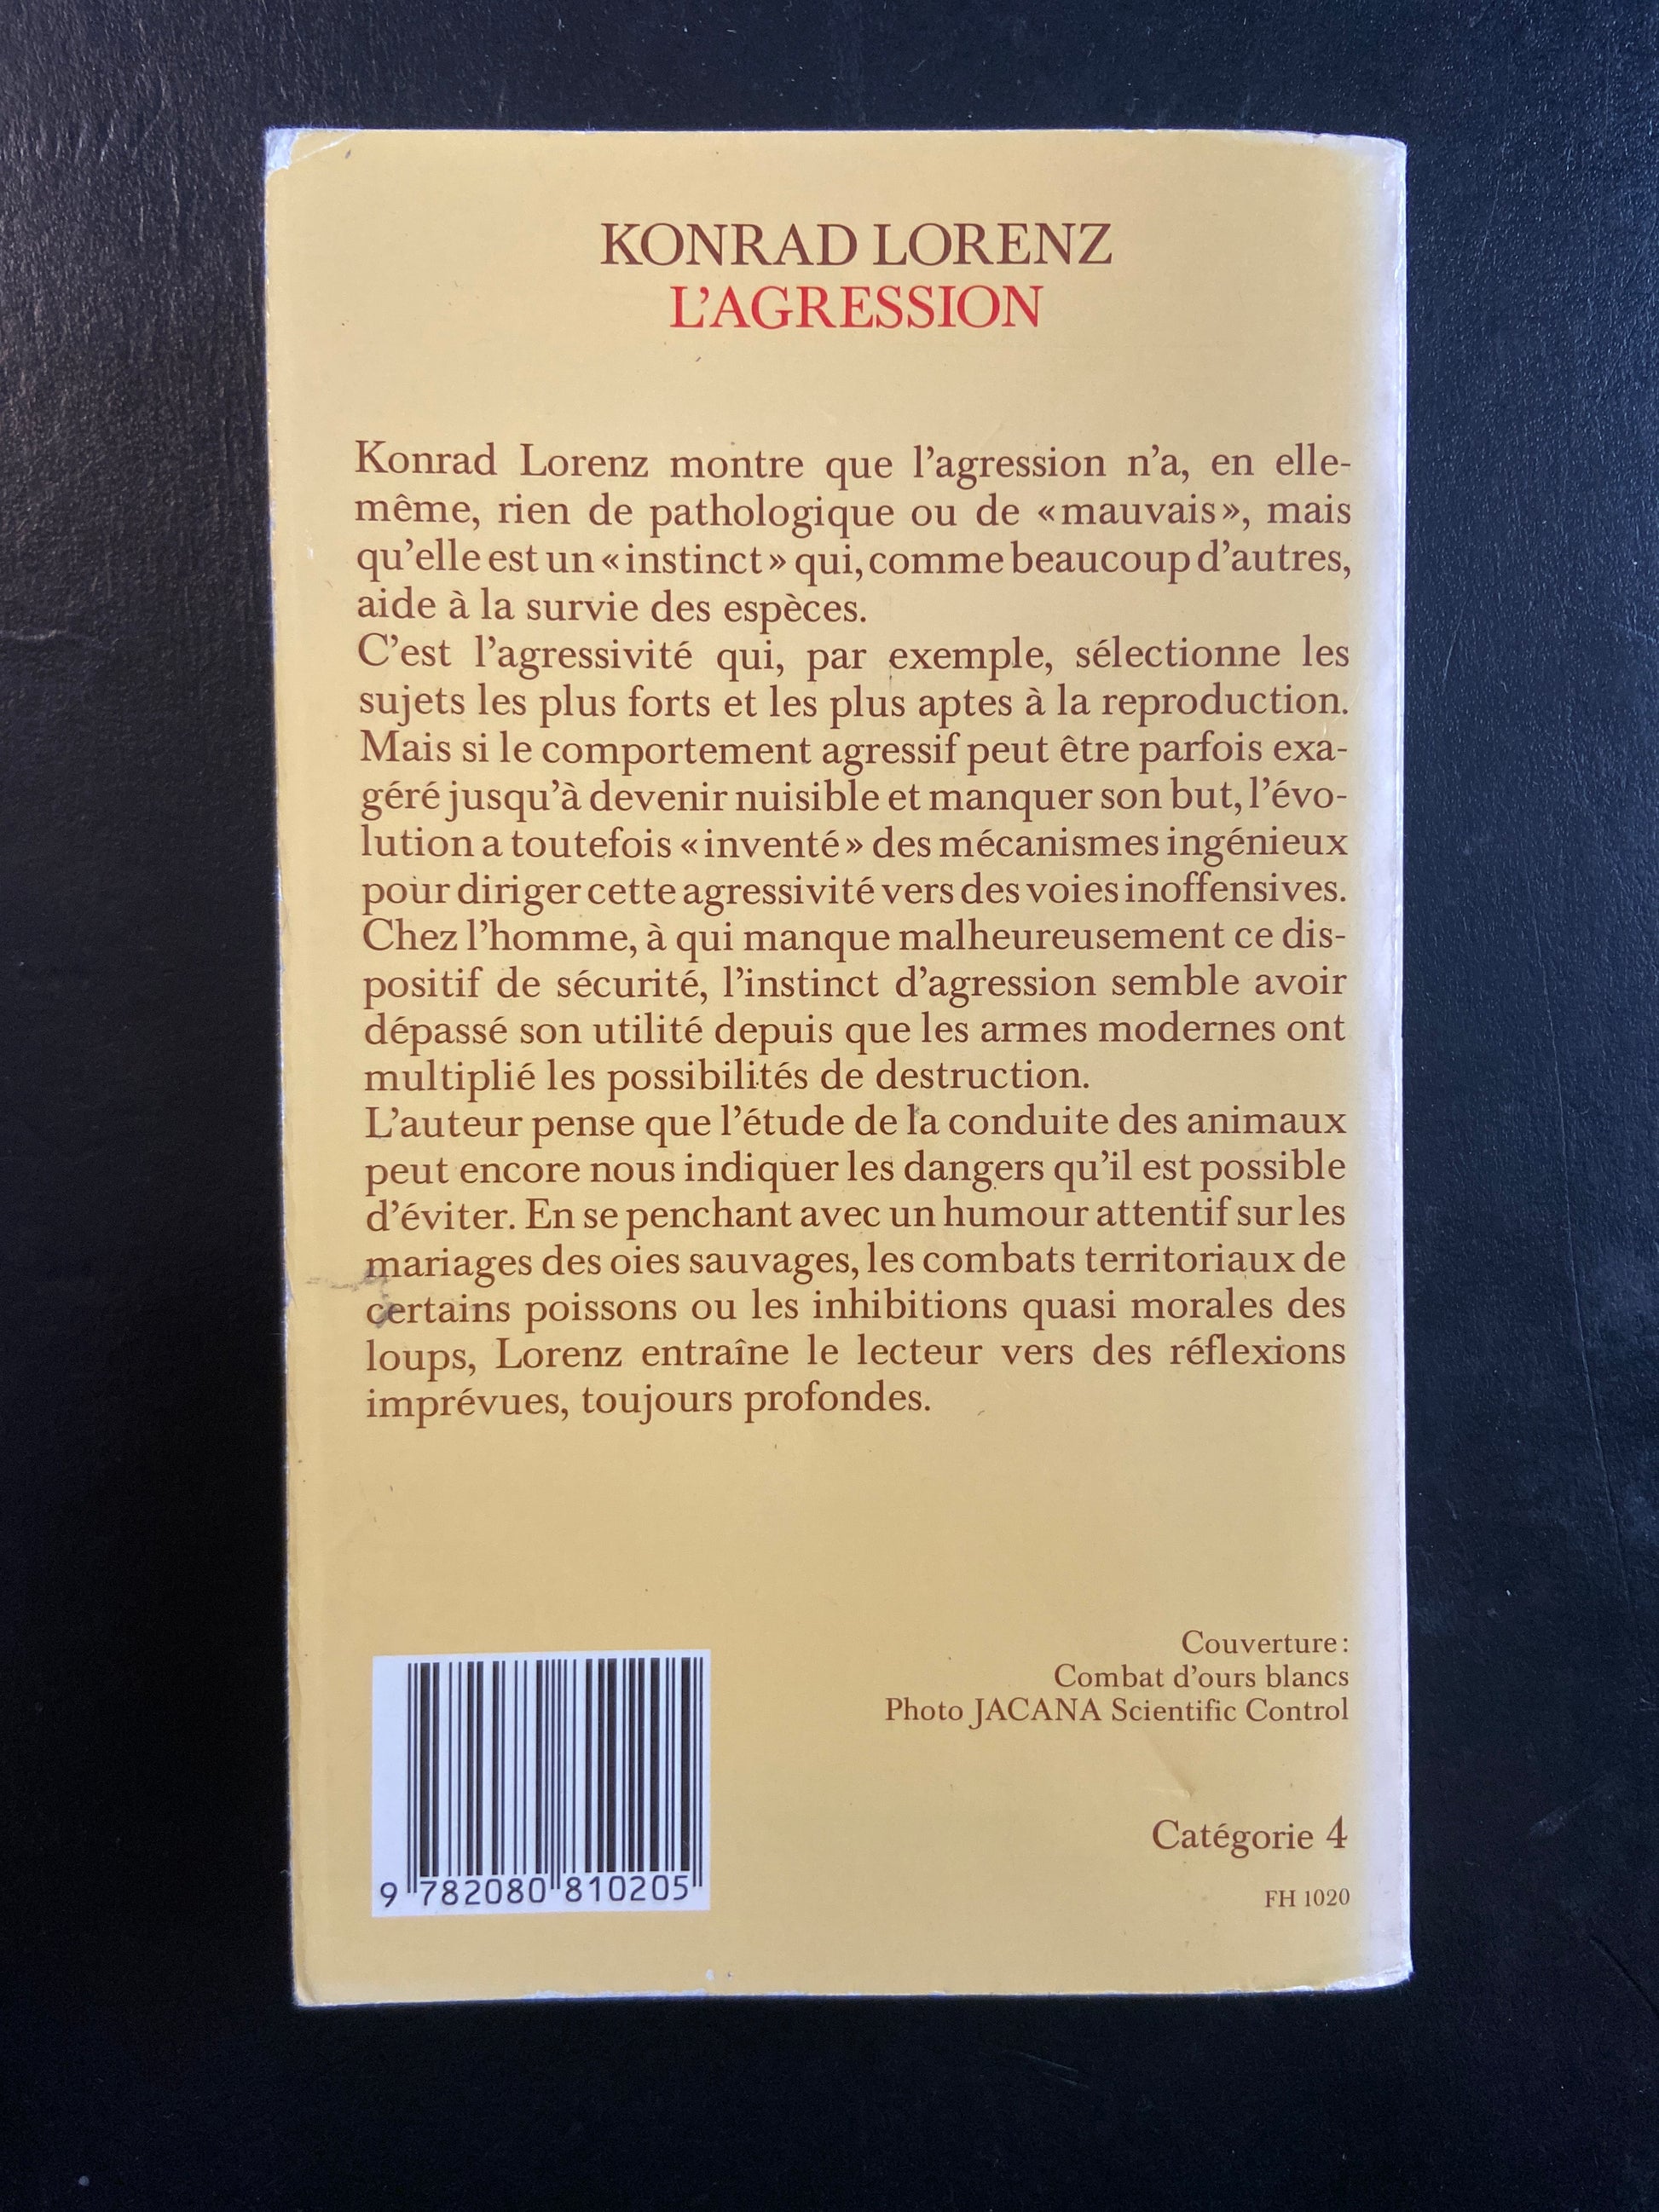 KONRAD LORENZ
L'AGRESSION
Konrad Lorenz montre que l'agression n'a, en elle-
même, rien de pathologique ou de «mauvais», mais
qu'elle est un «instinct» qui, comme beaucoup d'autres,
aide à la survie des espèces.
C'est l'agressivité qui, par exemple, sélectionne les
sujets les plus forts et les plus aptes à la reproduction.
Mais si le comportement agressif peut être parfois exa-
géré jusqu'à devenir nuisible et manquer son but, l'évo-
lution a toutefois «inventé» des mécanismes ingénieux
pour diriger cette agressivité vers des voies inoffensives.
Chez l'homme, à qui manque malheureusement ce dis-
positif de sécurité, l'instinct d'agression semble avoir
dépassé son utilité depuis que les armes modernes ont
multiplié les possibilités de destruction.
L'auteur pense que l'étude de la conduite des animaux
peut encore nous indiquer les dangers qu'il est possible
d'éviter. En se penchant avec un humour attentif sur les
mariages des oies sauvages, les combats territoriaux de
certains poissons ou les inhibitions quasi morales des
loups, Lorenz entraîne le lecteur vers des réflexions
imprévues, toujours profondes.
Couverture :
Combat d'ours blancs
Photo JACANA Scientific Control
Catégorie 4
FH 1020
9 782080 810205